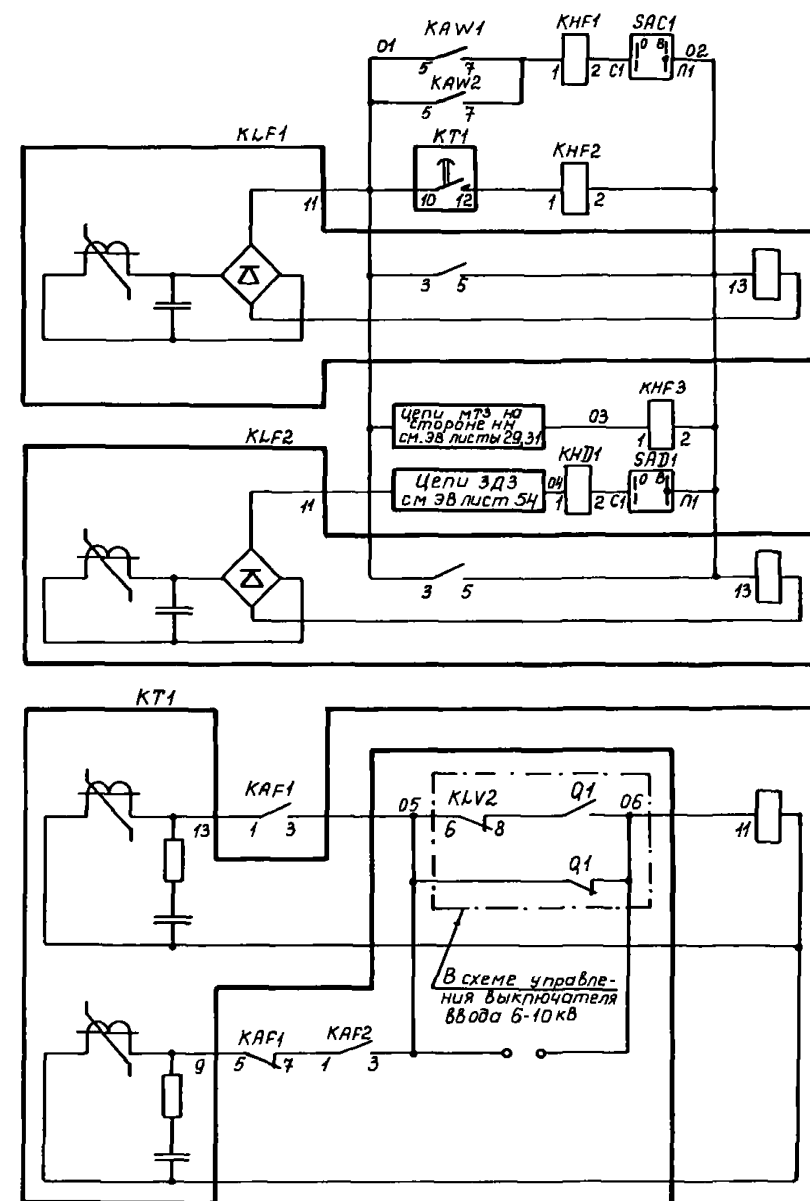 KAW1
KHF1
SAC1
01
0 В
02
5 7
1 2
С1
П1
KAW2
5 7
KLF1
KT1
KHF2
11
10 12
1 2
3 5
13
KHF3
Цепи МТЗ на
стороне НН
см. ЭВ листы 29,31
03
1 2
KLF2
KHD1
SAD1
11
Цепи ЗДЗ
см ЭВ лист 54
04
1 2
С1
0 В
П1
3 5
13
KT1
KAF1
05
KLV2
Q1
06
13
1 3
6 8
11
Q1
В схеме управле-
ния выключателя
ввода 6-10 кВ
KAF1
KAF2
9
5 7
1 3